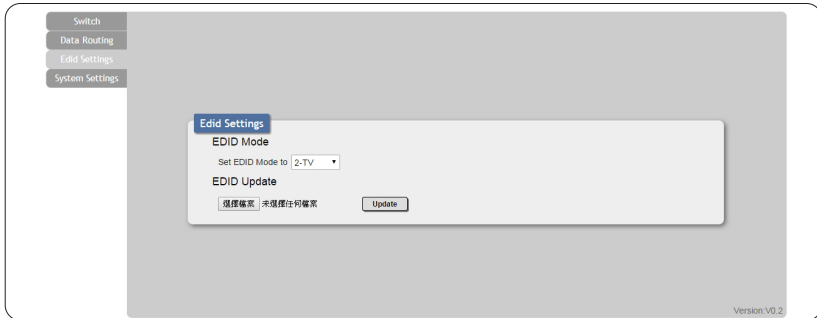 Switch
Data Routing
Edid Settings
System Settings
Edid Settings
EDID Mode
Set EDID Mode to 2-TV
EDID Update
選擇檔案 未選擇任何檔案 Update
Version:V0.2